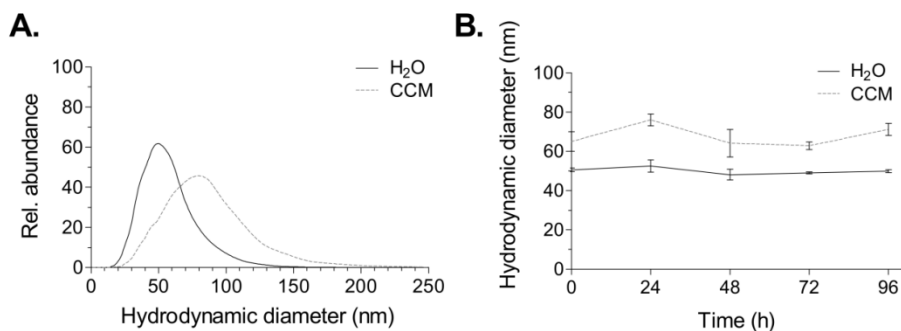 A.
Rel. abundance
100
80
60
40
20
0
0 50 100 150 200 250
Hydrodynamic diameter (nm)
H₂O
CCM
B.
Hydrodynamic diameter (nm)
100
80
60
40
20
0
0 24 48 72 96
Time (h)
H₂O
CCM